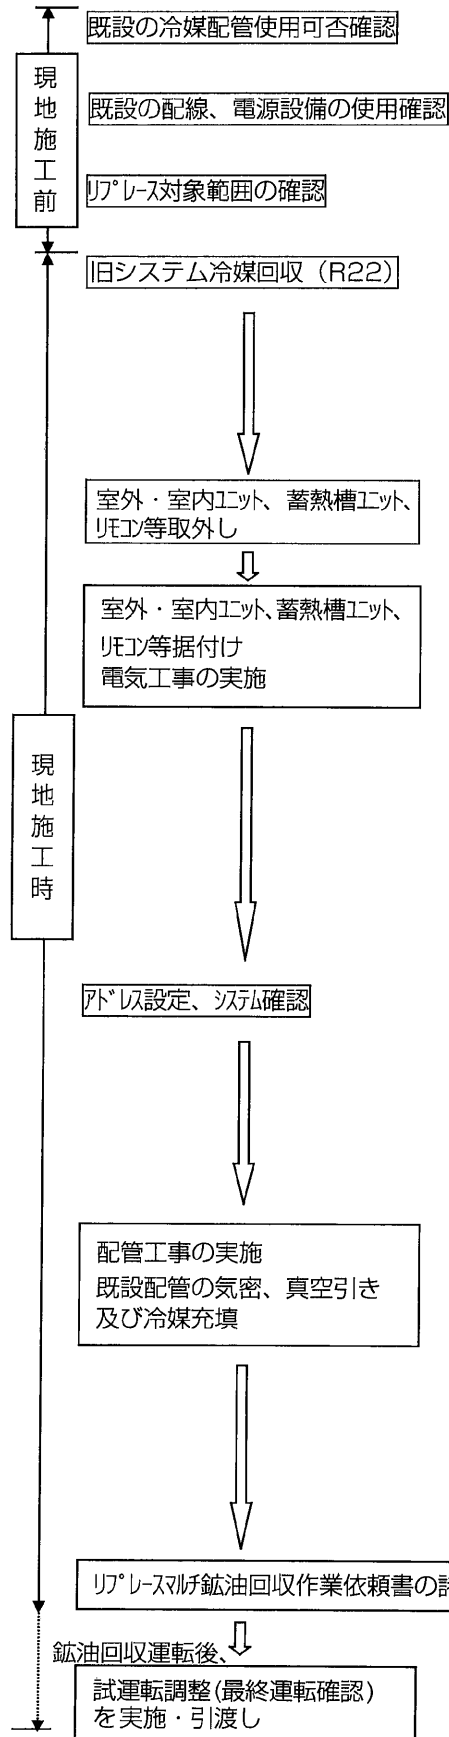 既設の冷媒配管使用可否確認
現地施工前
既設の配線、電源設備の使用確認
ﾘﾌﾟﾚｰｽ対象範囲の確認
旧システム冷媒回収（R22）
室外・室内ﾕﾆｯﾄ、蓄熱槽ﾕﾆｯﾄ、
ﾘﾓｺﾝ等取外し
室外・室内ﾕﾆｯﾄ、蓄熱槽ﾕﾆｯﾄ、
ﾘﾓｺﾝ等据付け
電気工事の実施
現地施工時
ｱﾄﾞﾚｽ設定、ｼｽﾃﾑ確認
配管工事の実施
既設配管の気密、真空引き
及び冷媒充填
ﾘﾌﾟﾚｰｽﾏﾙﾁ鉱油回収作業依頼書の
鉱油回収運転後、
試運転調整(最終運転確認)
を実施・引渡し